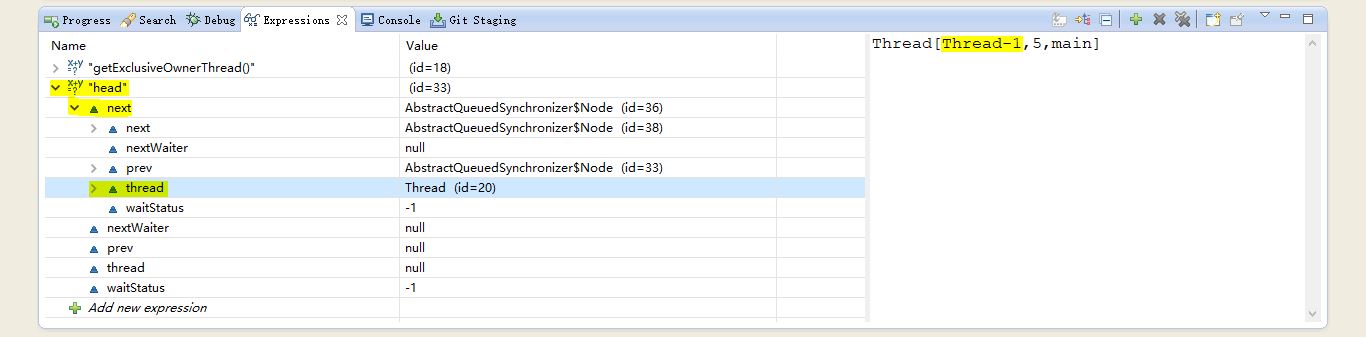 Progress Search Debug Expressions Console Git Staging
Name Value
"getExclusiveOwnerThread()" (id=18)
"head" (id=33)
next AbstractQueuedSynchronizer$Node (id=36)
next AbstractQueuedSynchronizer$Node (id=38)
nextWaiter null
prev AbstractQueuedSynchronizer$Node (id=33)
thread Thread (id=20)
waitStatus -1
nextWaiter null
prev null
thread null
waitStatus -1
Add new expression
Thread[Thread-1,5,main]